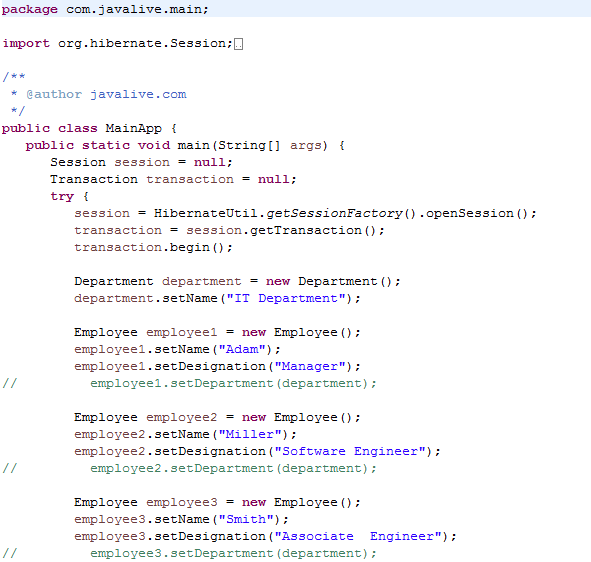 package com.javalive.main;
import org.hibernate.Session;
/**
 * @author javalive.com
 */
public class MainApp {
   public static void main(String[] args) {
      Session session = null;
      Transaction transaction = null;
      try {
         session = HibernateUtil.getSessionFactory().openSession();
         transaction = session.getTransaction();
         transaction.begin();
         Department department = new Department();
         department.setName("IT Department");
         Employee employee1 = new Employee();
         employee1.setName("Adam");
         employee1.setDesignation("Manager");
//         employee1.setDepartment(department);
         Employee employee2 = new Employee();
         employee2.setName("Miller");
         employee2.setDesignation("Software Engineer");
//         employee2.setDepartment(department);
         Employee employee3 = new Employee();
         employee3.setName("Smith");
         employee3.setDesignation("Associate  Engineer");
//         employee3.setDepartment(department);